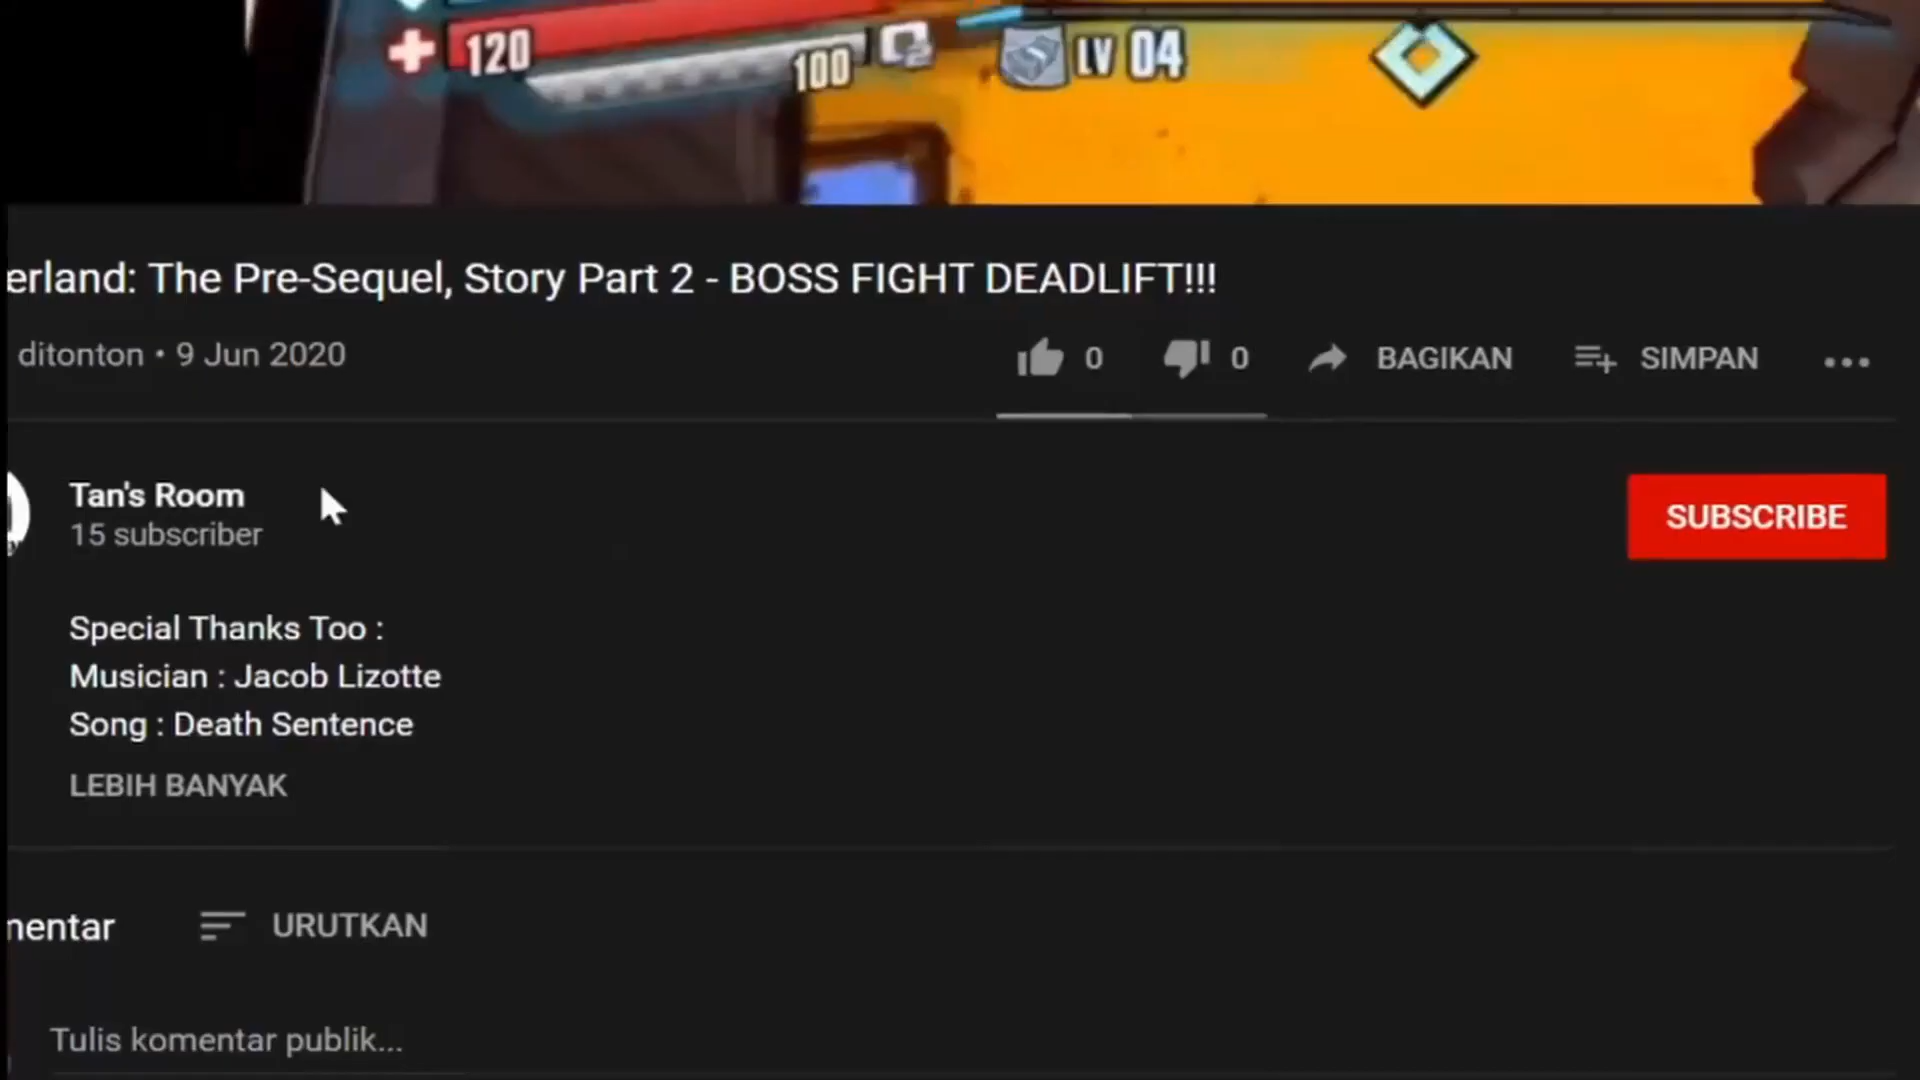 120
100
LV 04
erland: The Pre-Sequel, Story Part 2 - BOSS FIGHT DEADLIFT!!!
ditonton • 9 Jun 2020
0
0
BAGIKAN
SIMPAN
Tan's Room
15 subscriber
SUBSCRIBE
Special Thanks Too :
Musician : Jacob Lizotte
Song : Death Sentence
LEBIH BANYAK
mentar
URUTKAN
Tulis komentar publik...